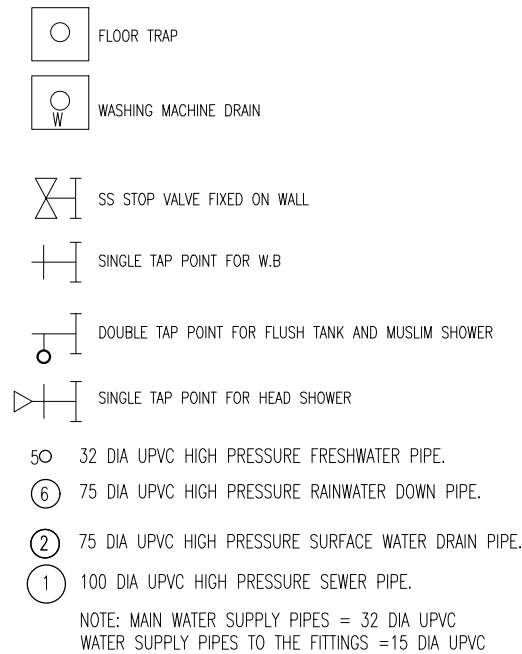 FLOOR TRAP
W WASHING MACHINE DRAIN
SS STOP VALVE FIXED ON WALL
SINGLE TAP POINT FOR W.B
DOUBLE TAP POINT FOR FLUSH TANK AND MUSLIM SHOWER
SINGLE TAP POINT FOR HEAD SHOWER
5 32 DIA UPVC HIGH PRESSURE FRESHWATER PIPE.
6 75 DIA UPVC HIGH PRESSURE RAINWATER DOWN PIPE.
2 75 DIA UPVC HIGH PRESSURE SURFACE WATER DRAIN PIPE.
1 100 DIA UPVC HIGH PRESSURE SEWER PIPE.
NOTE: MAIN WATER SUPPLY PIPES = 32 DIA UPVC
WATER SUPPLY PIPES TO THE FITTINGS =15 DIA UPVC